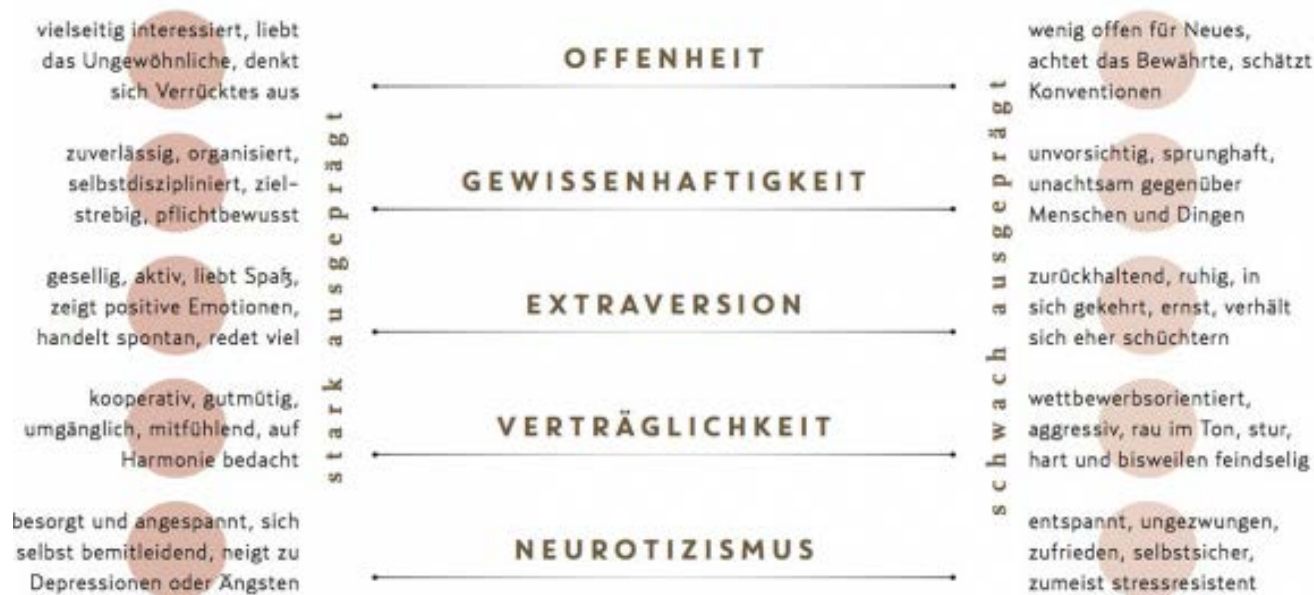 vielseitig interessiert, liebt
das Ungewöhnliche, denkt
sich Verrücktes aus
OFFENHEIT
wenig offen für Neues,
achtet das Bewährte, schätzt
Konventionen
zuverlässig, organisiert,
selbstdiszipliniert, ziel-
strebig, pflichtbewusst
GEWISSENHAFTIGKEIT
unvorsichtig, sprunghaft,
unachtsam gegenüber
Menschen und Dingen
gesellig, aktiv, liebt Spaß,
zeigt positive Emotionen,
handelt spontan, redet viel
EXTRAVERSION
zurückhaltend, ruhig, in
sich gekehrt, ernst, verhält
sich eher schüchtern
kooperativ, gutmütig,
umgänglich, mitfühlend, auf
Harmonie bedacht
VERTRÄGLICHKEIT
wettbewerbsorientiert,
aggressiv, rau im Ton, stur,
hart und bisweilen feindselig
besorgt und angespannt, sich
selbst bemitleidend, neigt zu
Depressionen oder Ängsten
NEUROTIZISMUS
entspannt, ungezwungen,
zufrieden, selbstsicher,
zumeist stressresistent
stark ausgeprägt
schwach ausgeprägt